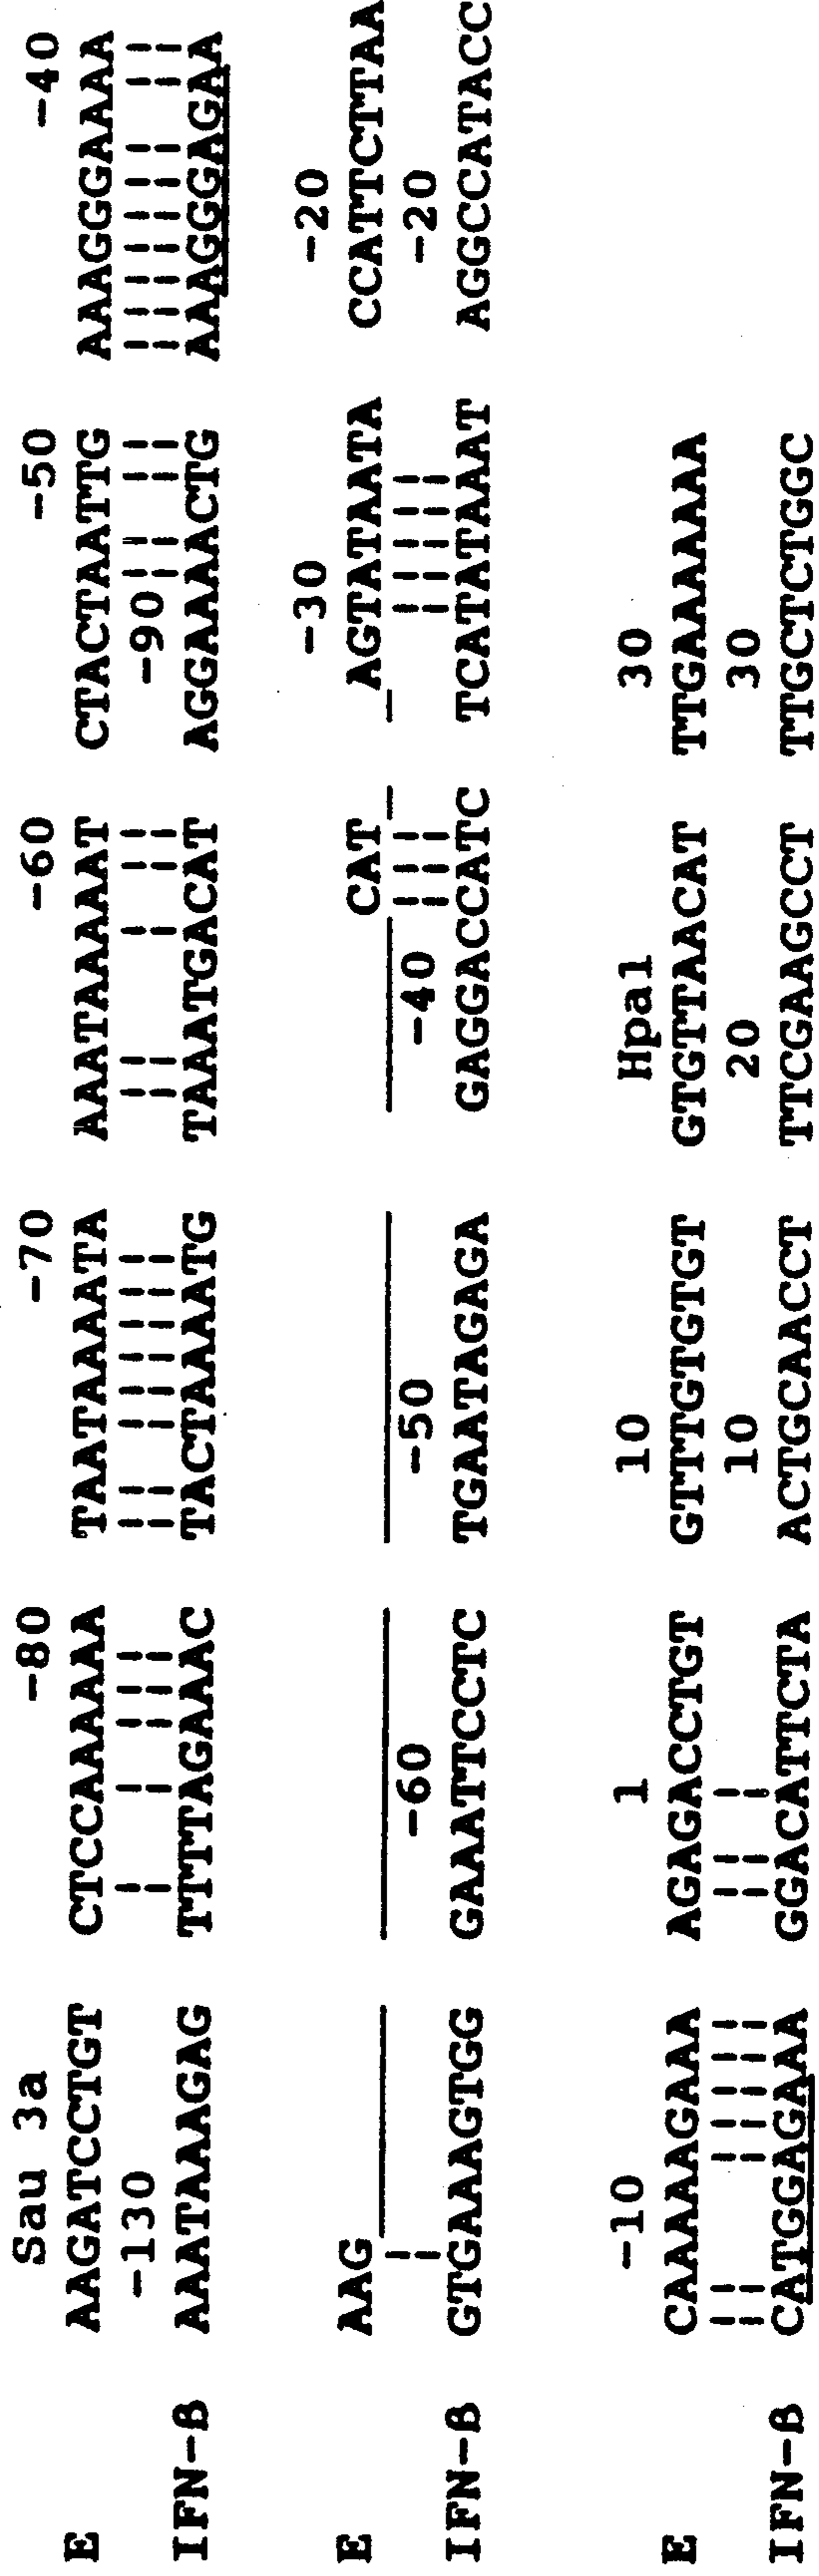 Sau 3a -80 -70 -60 -50 -40
E AAGATCCTGT CTCCAAAAAA TAATAAAATA AAATAAAAAT CTACTAATTG AAAGGGAAAA
-130 -90
IFN-β AAATAAAGAG TTTTAGAAAC TACTAAAATG TAAATGACAT AGGAAAACTG AAAGGGAGAA
-30 -20
E AAG CAT AGTATAATA CCATTCTTAA
-60 -50 -40 -20
IFN-β GTGAAAGTGG GAAATTCCTC TGAATAGAGA GAGGACCATC TCATATAAAT AGGCCATACC
-10 1 10 Hpa1 30
E CAAAAAGAAA AGAGACCTGT GTTTGTGTGT GTGTTAACAT TTGAAAAAAA
10 20 30
IFN-β CATGGAGAAA GGACATTCTA ACTGCAACCT TTCGAAGCCT TTGCTCTGGC